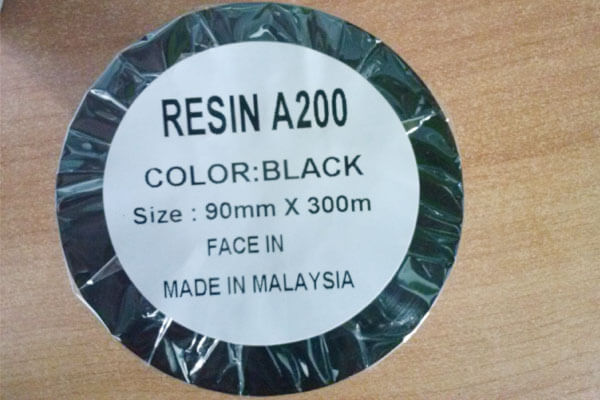 RESIN A200
COLOR:BLACK
Size : 90mm X 300m
FACE IN
MADE IN MALAYSIA